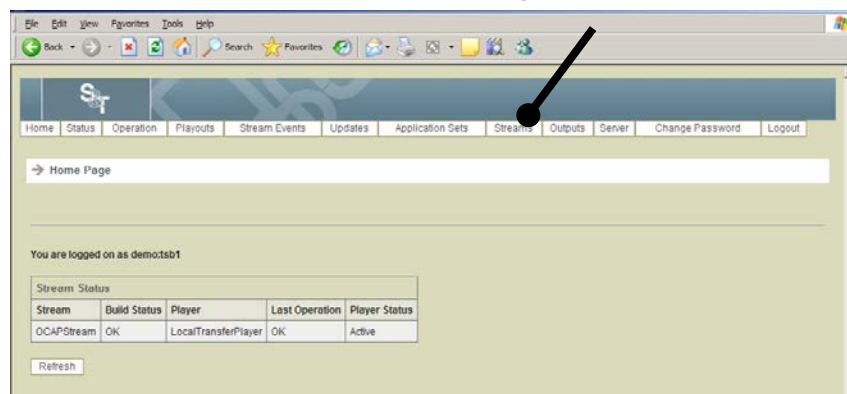 File Edit View Favorites Tools Help
Back Search Favorites
S&T
Home Status Operation Playouts Stream Events Updates Application Sets Streams Outputs Server Change Password Logout
Home Page
You are logged on as demo:tsb1
Stream Status
Stream Build Status Player Last Operation Player Status
OCAPStream OK LocalTransferPlayer OK Active
Refresh